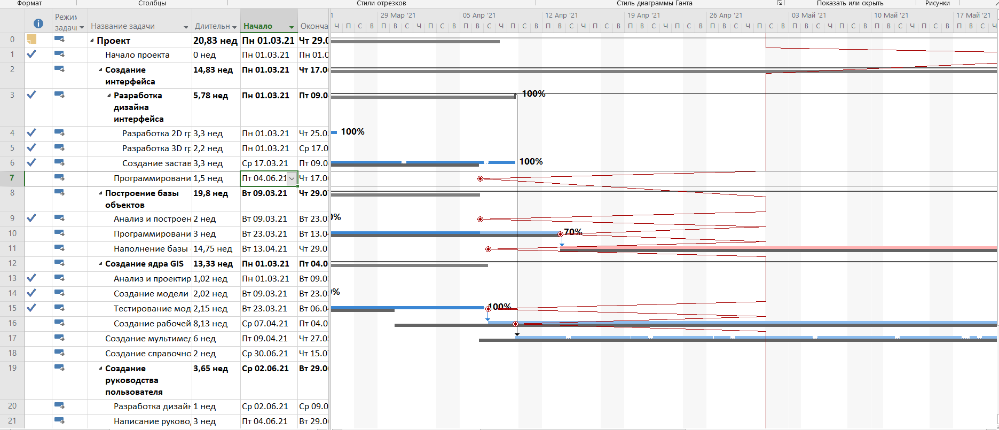 Формат Столбцы Стили отрезков Стиль диаграммы Ганта Показать или скрыть Рисунки
Режим задачи Название задачи Длительн Начало Оконча
29 Мар '21 05 Апр '21 12 Апр '21 19 Апр '21 26 Апр '21 03 Май '21 10 Май '21 17 Май '21
Ч П С В П В С Ч П С В П В С Ч П С В П В С Ч П С В П В С Ч П С В П В С Ч П С В П В С Ч П С В П В С Ч П С В П В С
0 Проект 20,83 нед Пн 01.03.21 Чт 29.0
1 Начало проекта 0 нед Пн 01.03.21 Пн 01.0
2 Создание интерфейса 14,83 нед Пн 01.03.21 Чт 17.0
3 Разработка дизайна интерфейса 5,78 нед Пн 01.03.21 Пт 09.0 100%
4 Разработка 2D гр 3,3 нед Пн 01.03.21 Чт 25.0 100%
5 Разработка 3D гр 2,2 нед Пн 01.03.21 Ср 17.0
6 Создание застав 3,3 нед Ср 17.03.21 Пт 09.0 100%
7 Программировани 1,5 нед Пт 04.06.21 Чт 17.0
8 Построение базы объектов 19,8 нед Вт 09.03.21 Чт 29.0
9 Анализ и построен 2 нед Вт 09.03.21 Вт 23.0 0%
10 Программировани 3 нед Вт 23.03.21 Вт 13.0 70%
11 Наполнение базы 14,75 нед Вт 13.04.21 Чт 29.0
12 Создание ядра GIS 13,33 нед Пн 01.03.21 Пт 04.0
13 Анализ и проектир 1,02 нед Пн 01.03.21 Вт 09.0
14 Создание модели 2,02 нед Вт 09.03.21 Вт 23.0 0%
15 Тестирование мод 2,15 нед Вт 23.03.21 Вт 06.0 100%
16 Создание рабочей 8,13 нед Ср 07.04.21 Пт 04.0
17 Создание мультимед 6 нед Пт 09.04.21 Чт 27.0
18 Создание справочно 2 нед Ср 30.06.21 Чт 15.0
19 Создание руководства пользователя 3,65 нед Ср 02.06.21 Вт 29.0
20 Разработка дизайн 1 нед Ср 02.06.21 Ср 09.0
21 Написание руково 3 нед Пт 04.06.21 Вт 29.0